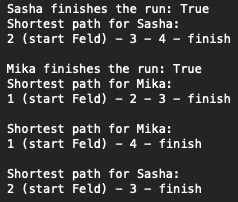 Sasha finishes the run: True
Shortest path for Sasha:
2 (start Feld) - 3 - 4 - finish
Mika finishes the run: True
Shortest path for Mika:
1 (start Feld) - 2 - 3 - finish
Shortest path for Mika:
1 (start Feld) - 4 - finish
Shortest path for Sasha:
2 (start Feld) - 3 - finish